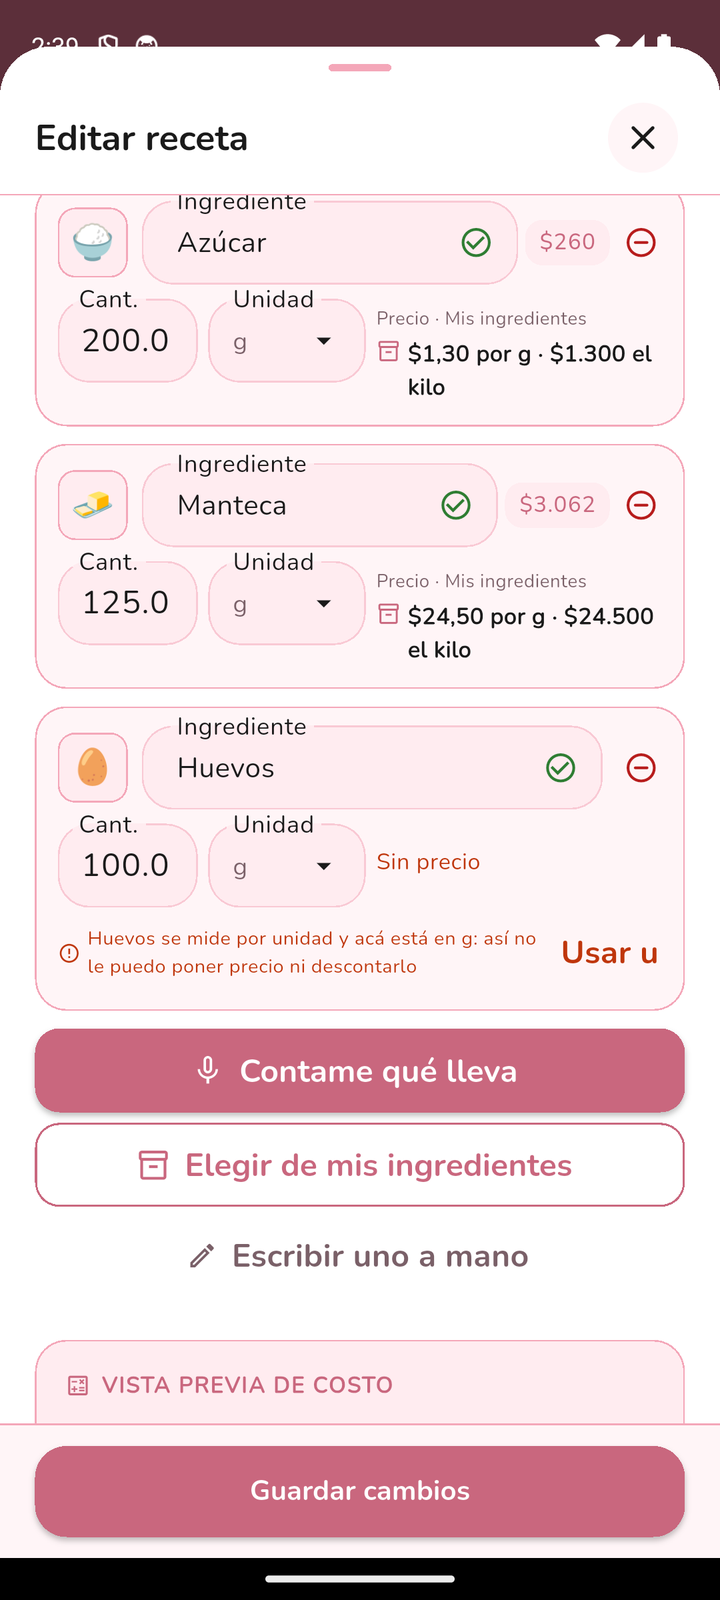 2:39
Editar receta
Ingrediente
Azúcar
$260
Cant.
Unidad
200.0
g
Precio · Mis ingredientes
$1,30 por g · $1.300 el
kilo
Ingrediente
Manteca
$3.062
Cant.
Unidad
125.0
g
Precio · Mis ingredientes
$24,50 por g · $24.500
el kilo
Ingrediente
Huevos
Cant.
Unidad
100.0
g
Sin precio
Huevos se mide por unidad y acá está en g: así no
le puedo poner precio ni descontarlo
Usar u
Contame qué lleva
Elegir de mis ingredientes
Escribir uno a mano
VISTA PREVIA DE COSTO
Guardar cambios